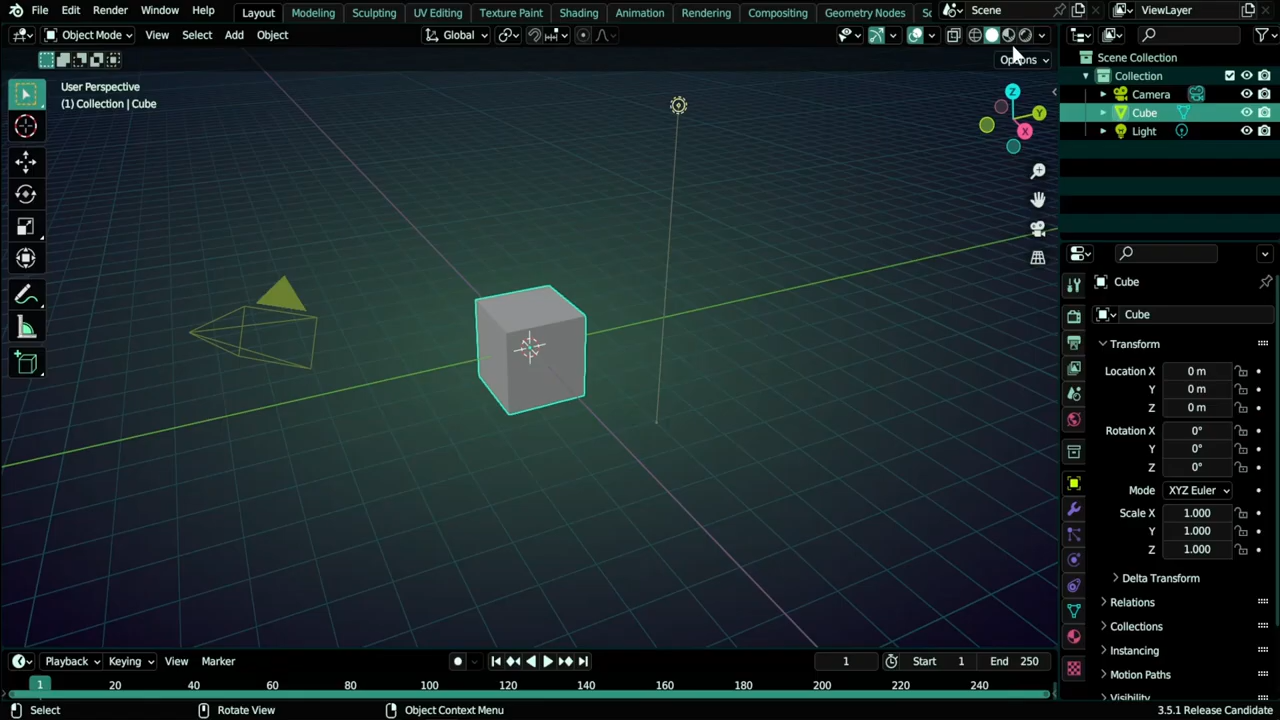 File Edit Render Window Help Layout Modeling Sculpting UV Editing Texture Paint Shading Animation Rendering Compositing Geometry Nodes Sc Scene ViewLayer
Object Mode View Select Add Object Global
Options
User Perspective
(1) Collection | Cube
Z
Y
X
Scene Collection
Collection
Camera
Cube
Light
Cube
Cube
Transform
Location X 0 m
Y 0 m
Z 0 m
Rotation X 0°
Y 0°
Z 0°
Mode XYZ Euler
Scale X 1.000
Y 1.000
Z 1.000
Delta Transform
Relations
Collections
Instancing
Motion Paths
Visibility
Playback Keying View Marker 1 Start 1 End 250
1 20 40 60 80 100 120 140 160 180 200 220 240
Select Rotate View Object Context Menu 3.5.1 Release Candidate